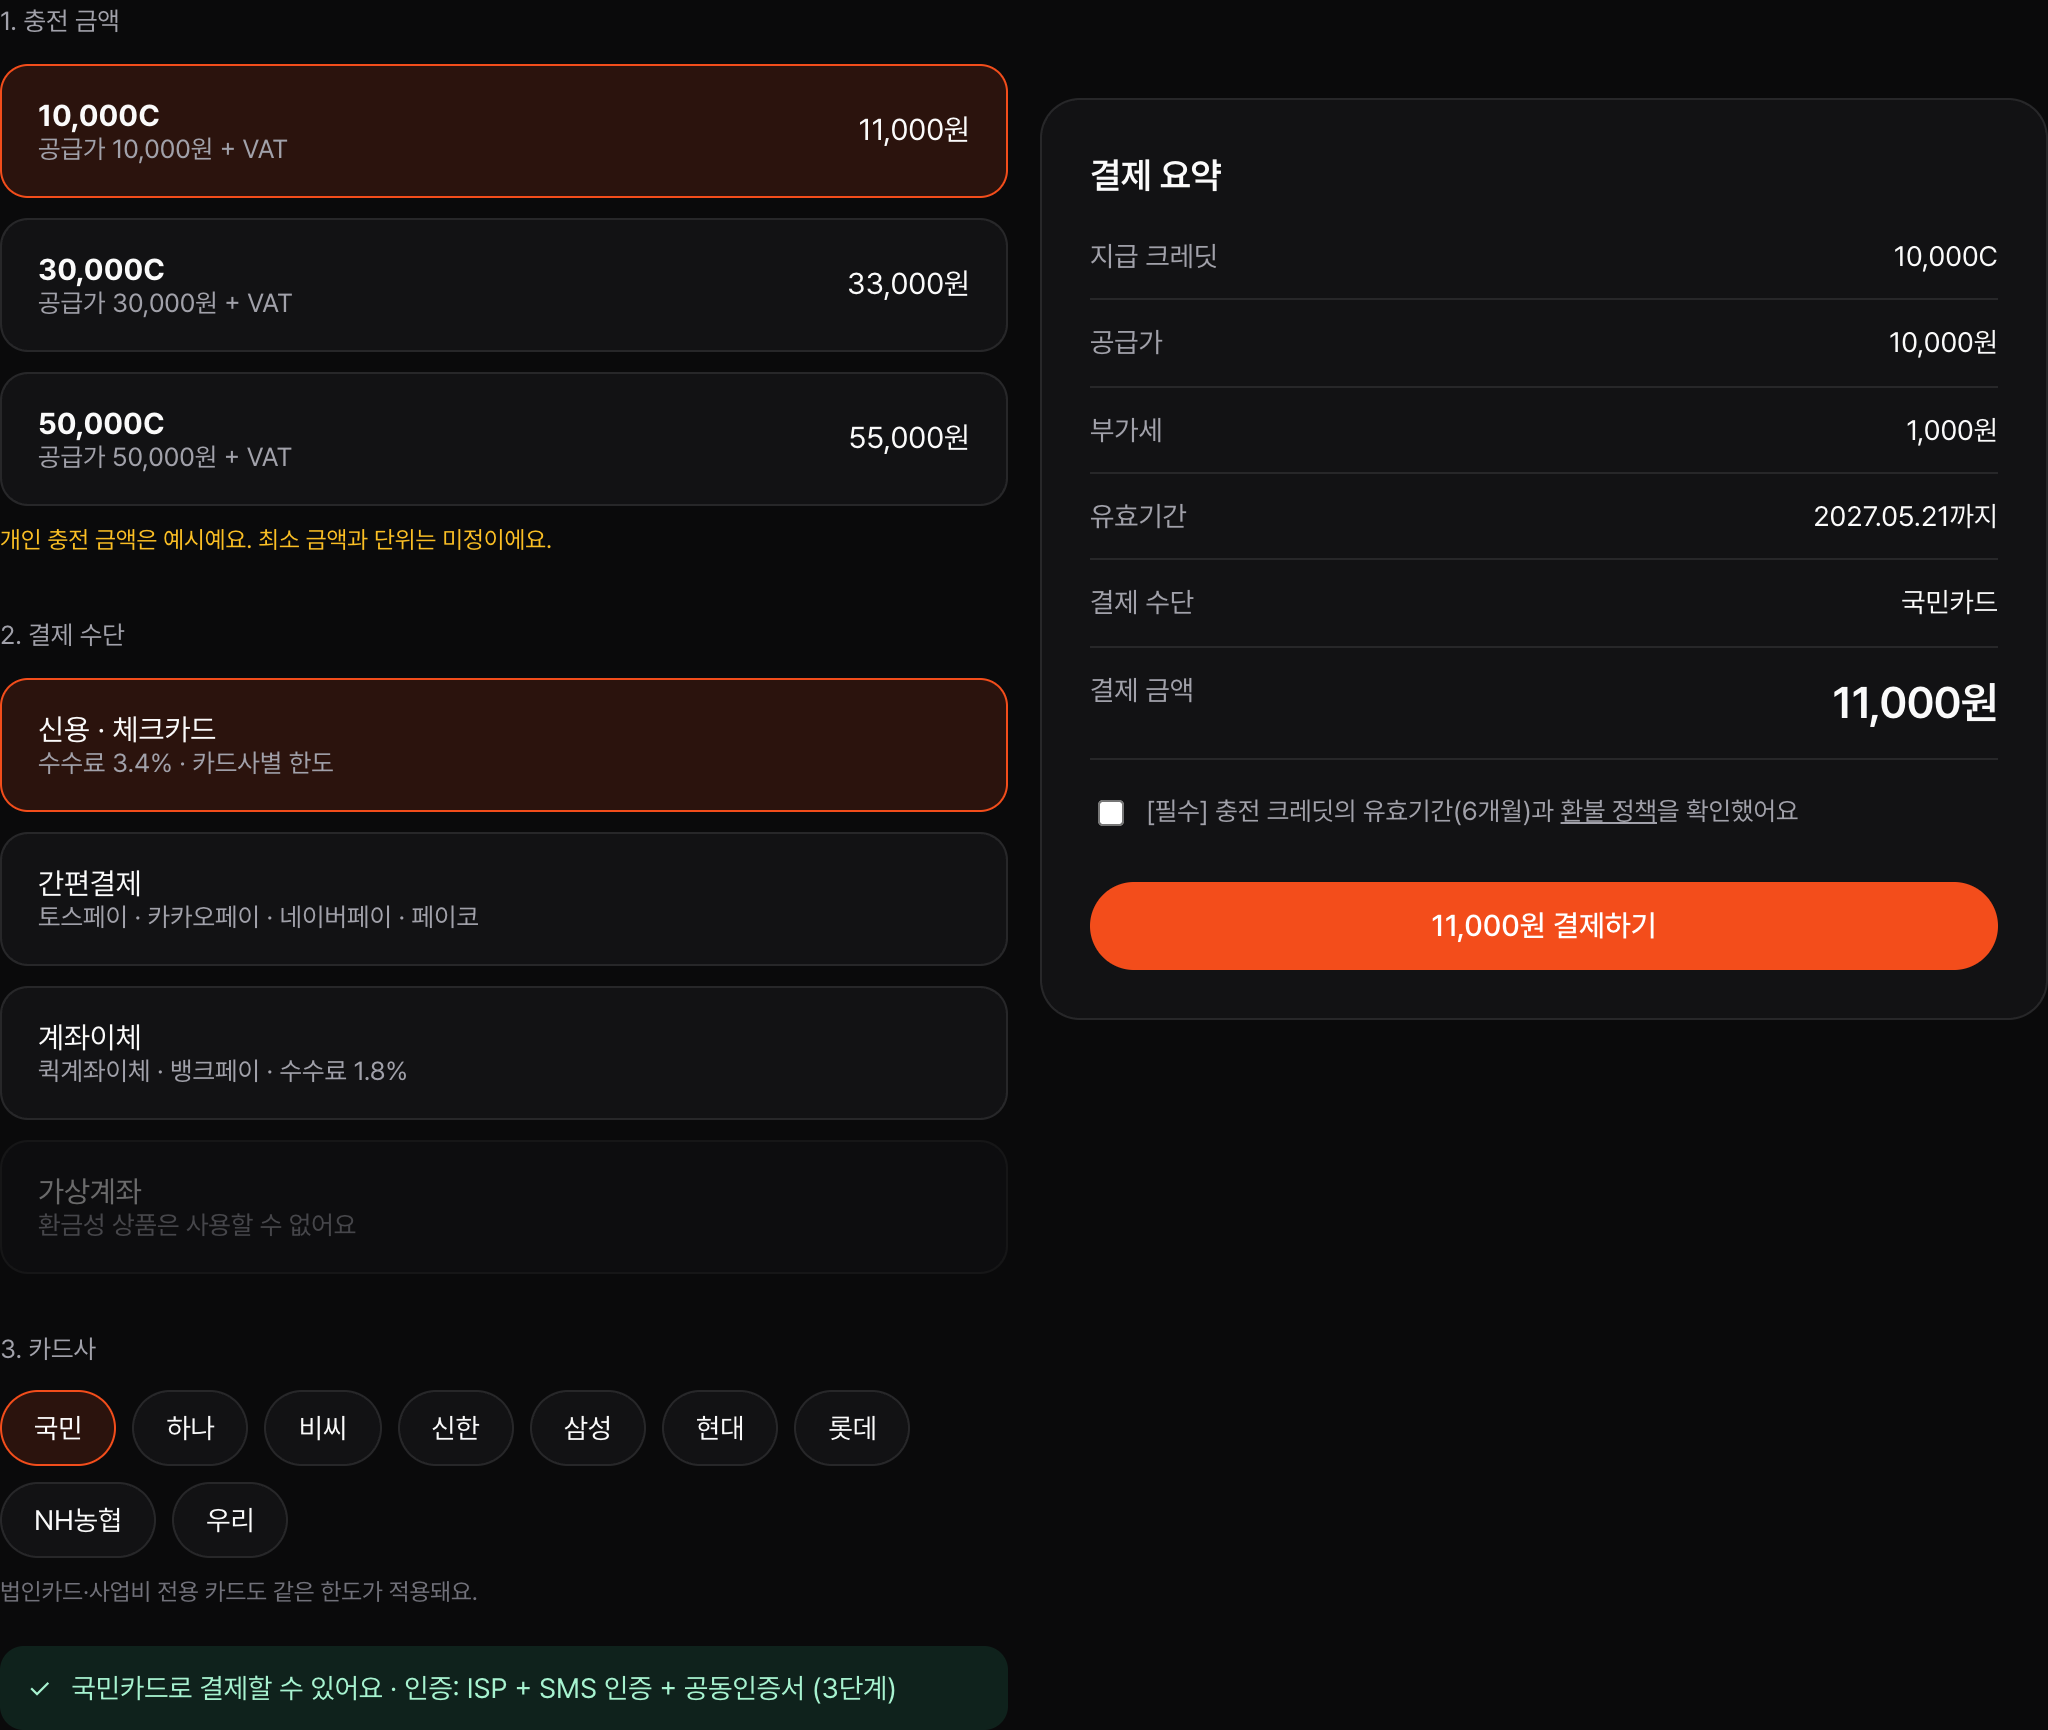 1. 충전 금액
10,000C
공급가 10,000원 + VAT
11,000원
30,000C
공급가 30,000원 + VAT
33,000원
50,000C
공급가 50,000원 + VAT
55,000원
개인 충전 금액은 예시예요. 최소 금액과 단위는 미정이에요.
2. 결제 수단
신용 · 체크카드
수수료 3.4% · 카드사별 한도
간편결제
토스페이 · 카카오페이 · 네이버페이 · 페이코
계좌이체
퀵계좌이체 · 뱅크페이 · 수수료 1.8%
가상계좌
환금성 상품은 사용할 수 없어요
3. 카드사
국민 하나 비씨 신한 삼성 현대 롯데
NH농협 우리
법인카드·사업비 전용 카드도 같은 한도가 적용돼요.
✓ 국민카드로 결제할 수 있어요 · 인증: ISP + SMS 인증 + 공동인증서 (3단계)
결제 요약
지급 크레딧 10,000C
공급가 10,000원
부가세 1,000원
유효기간 2027.05.21까지
결제 수단 국민카드
결제 금액 11,000원
[필수] 충전 크레딧의 유효기간(6개월)과 환불 정책을 확인했어요
11,000원 결제하기